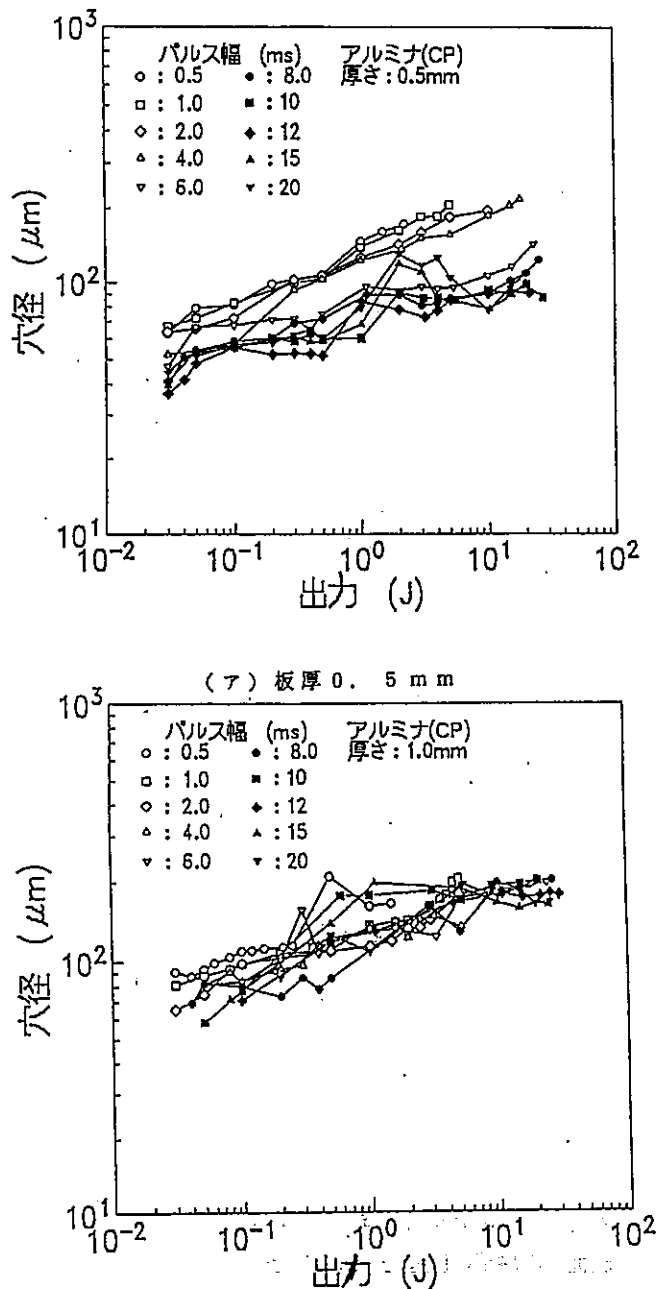 10³
パルス幅 (ms) アルミナ(CP)
○ : 0.5 ● : 8.0 厚さ : 0.5mm
□ : 1.0 ■ : 10
◇ : 2.0 ◆ : 12
△ : 4.0 ▲ : 15
▽ : 6.0 ▼ : 20
穴径 (μm)
10²
10¹
10⁻² 10⁻¹ 10⁰ 10¹ 10²
出力 (J)
(ア) 板厚0. 5mm
10³
パルス幅 (ms) アルミナ(CP)
○ : 0.5 ● : 8.0 厚さ : 1.0mm
□ : 1.0 ■ : 10
◇ : 2.0 ◆ : 12
△ : 4.0 ▲ : 15
▽ : 6.0 ▼ : 20
穴径 (μm)
10²
10¹
10⁻² 10⁻¹ 10⁰ 10¹ 10²
出力 (J)